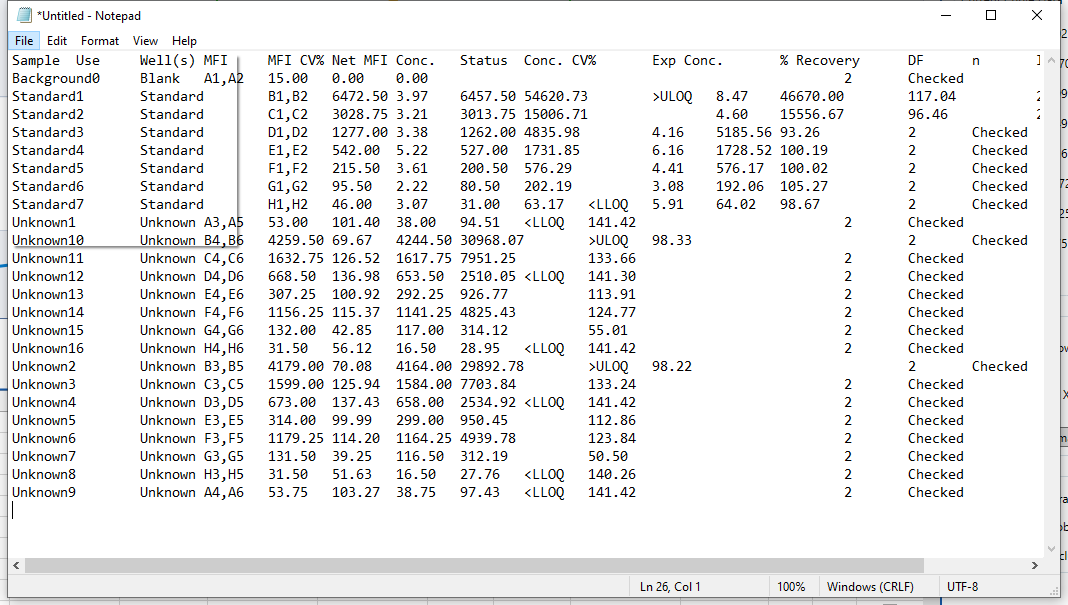 *Untitled - Notepad
File Edit Format View Help
Sample Use Well(s) MFI MFI CV% Net MFI Conc. Status Conc. CV% Exp Conc. % Recovery DF n
Background0 Blank A1,A2 15.00 0.00 0.00 2 Checked
Standard1 Standard B1,B2 6472.50 3.97 6457.50 54620.73 >ULOQ 8.47 46670.00 117.04 2
Standard2 Standard C1,C2 3028.75 3.21 3013.75 15006.71 4.60 15556.67 96.46 2
Standard3 Standard D1,D2 1277.00 3.38 1262.00 4835.98 4.16 5185.56 93.26 2 Checked
Standard4 Standard E1,E2 542.00 5.22 527.00 1731.85 6.16 1728.52 100.19 2 Checked
Standard5 Standard F1,F2 215.50 3.61 200.50 576.29 4.41 576.17 100.02 2 Checked
Standard6 Standard G1,G2 95.50 2.22 80.50 202.19 3.08 192.06 105.27 2 Checked
Standard7 Standard H1,H2 46.00 3.07 31.00 63.17 <LLOQ 5.91 64.02 98.67 2 Checked
Unknown1 Unknown A3,A5 53.00 101.40 38.00 94.51 <LLOQ 141.42 2 Checked
Unknown10 Unknown B4,B6 4259.50 69.67 4244.50 30968.07 >ULOQ 98.33 2 Checked
Unknown11 Unknown C4,C6 1632.75 126.52 1617.75 7951.25 133.66 2 Checked
Unknown12 Unknown D4,D6 668.50 136.98 653.50 2510.05 <LLOQ 141.30 2 Checked
Unknown13 Unknown E4,E6 307.25 100.92 292.25 926.77 113.91 2 Checked
Unknown14 Unknown F4,F6 1156.25 115.37 1141.25 4825.43 124.77 2 Checked
Unknown15 Unknown G4,G6 132.00 42.85 117.00 314.12 55.01 2 Checked
Unknown16 Unknown H4,H6 31.50 56.12 16.50 28.95 <LLOQ 141.42 2 Checked
Unknown2 Unknown B3,B5 4179.00 70.08 4164.00 29892.78 >ULOQ 98.22 2 Checked
Unknown3 Unknown C3,C5 1599.00 125.94 1584.00 7703.84 133.24 2 Checked
Unknown4 Unknown D3,D5 673.00 137.43 658.00 2534.92 <LLOQ 141.42 2 Checked
Unknown5 Unknown E3,E5 314.00 99.99 299.00 950.45 112.86 2 Checked
Unknown6 Unknown F3,F5 1179.25 114.20 1164.25 4939.78 123.84 2 Checked
Unknown7 Unknown G3,G5 131.50 39.25 116.50 312.19 50.50 2 Checked
Unknown8 Unknown H3,H5 31.50 51.63 16.50 27.76 <LLOQ 140.26 2 Checked
Unknown9 Unknown A4,A6 53.75 103.27 38.75 97.43 <LLOQ 141.42 2 Checked
Ln 26, Col 1 100% Windows (CRLF) UTF-8